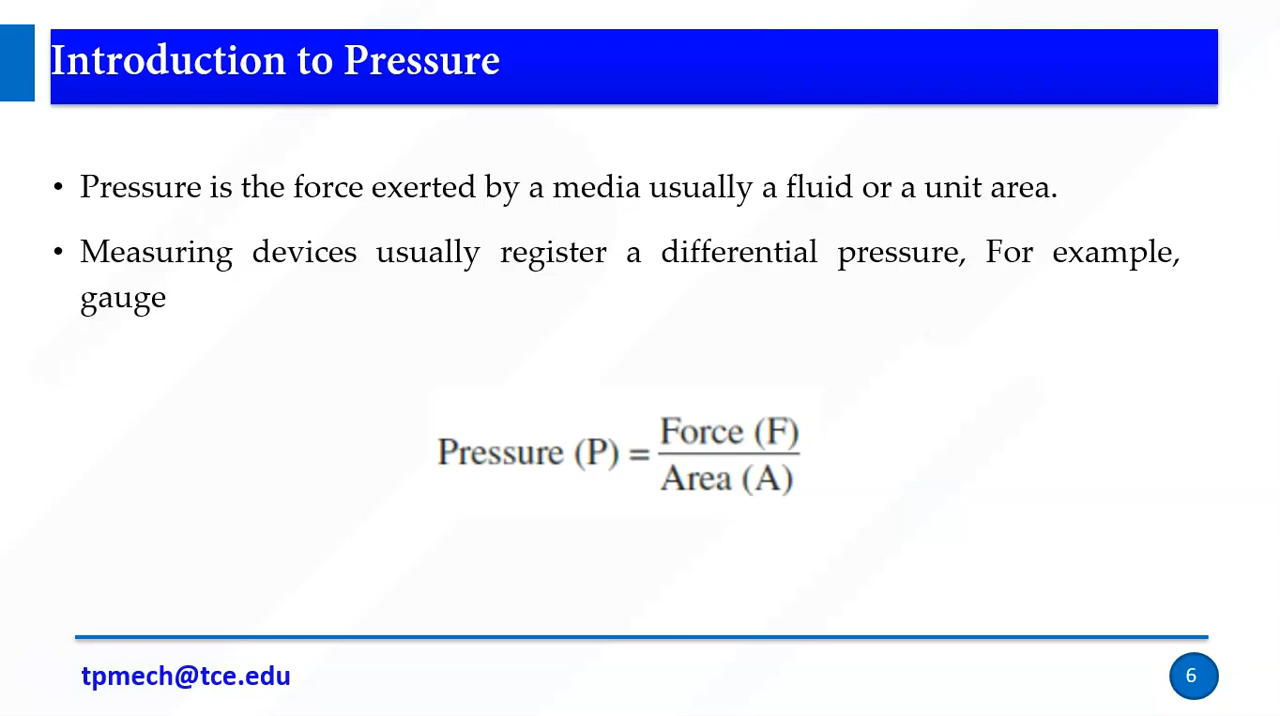 Introduction to Pressure
• Pressure is the force exerted by a media usually a fluid or a unit area.
• Measuring devices usually register a differential pressure, For example,
gauge
Pressure (P) = Force (F)
Area (A)
tpmech@tce.edu
6